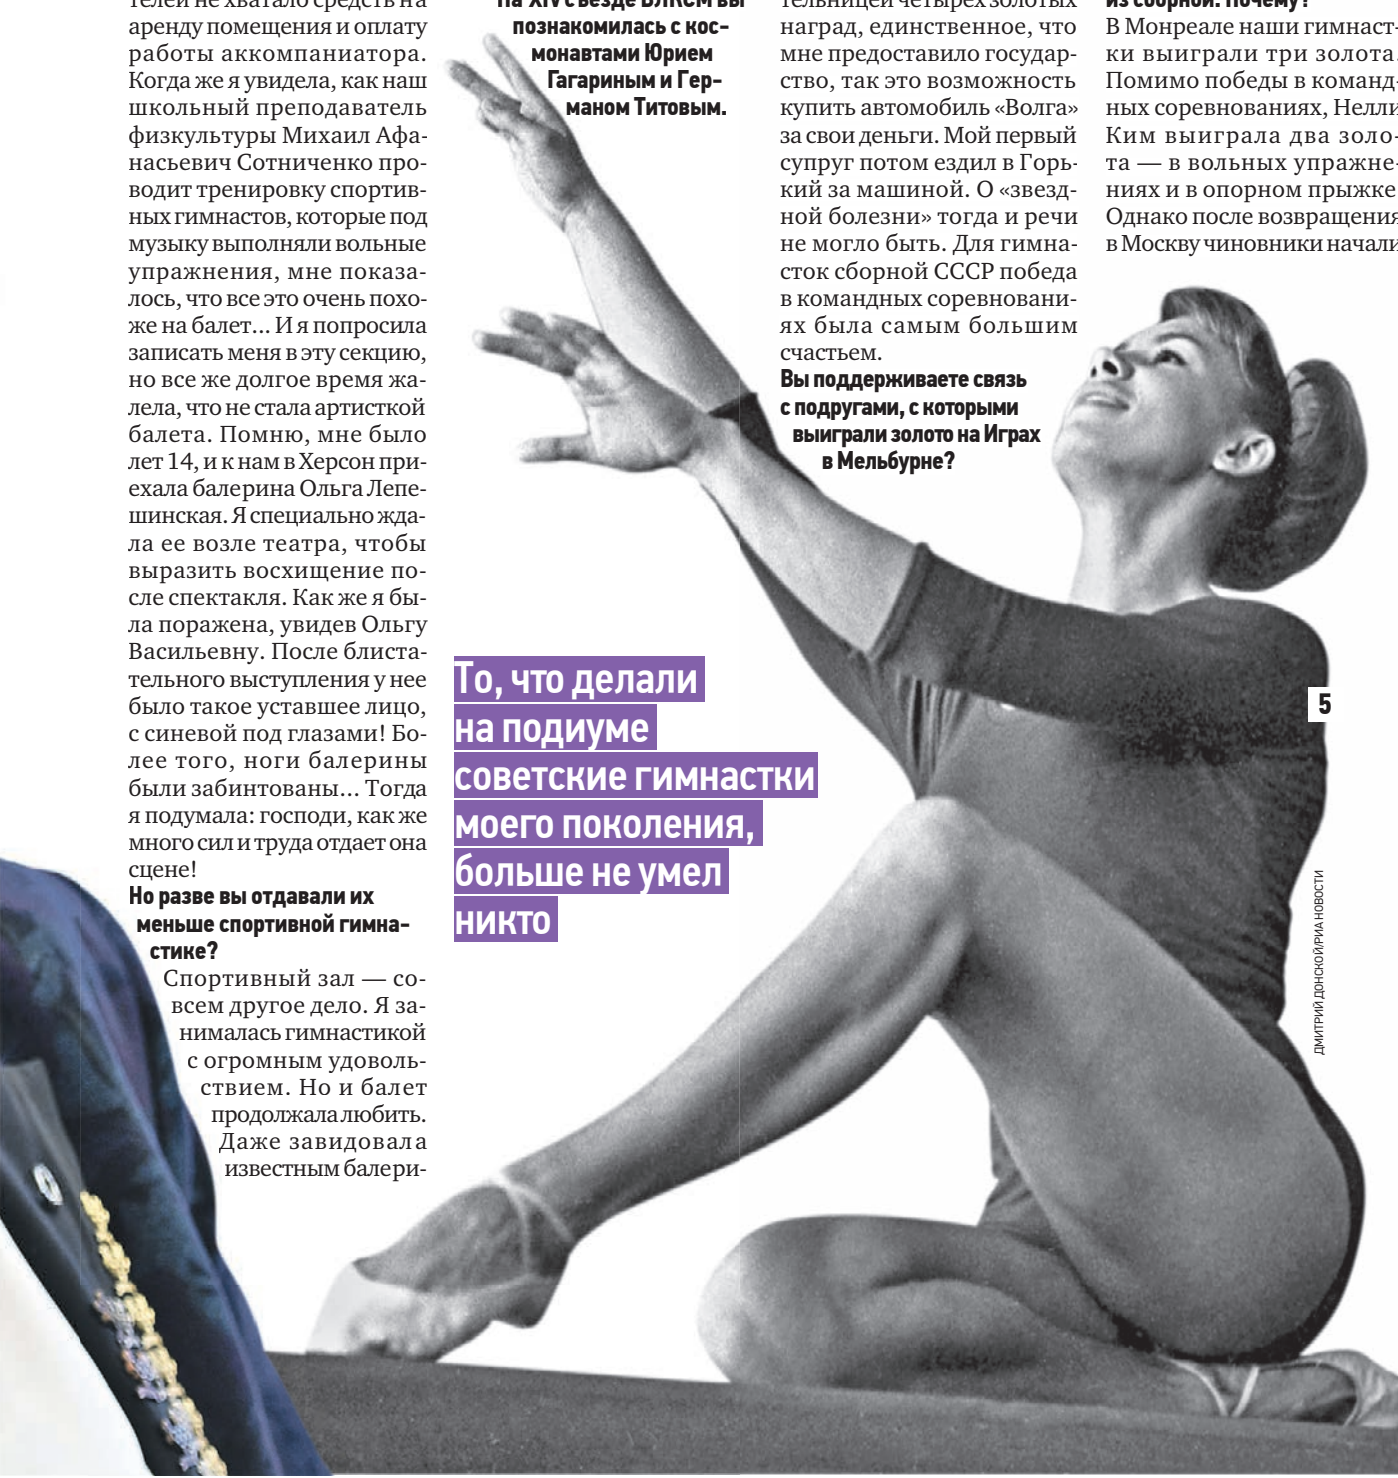 телей не хватало средств на
аренду помещения и оплату
работы аккомпаниатора.
Когда же я увидела, как наш
школьный преподаватель
физкультуры Михаил Афа-
насьевич Сотниченко про-
водит тренировку спортив-
ных гимнастов, которые под
музыку выполняли вольные
упражнения, мне показа-
лось, что все это очень похо-
же на балет... И я попросила
записать меня в эту секцию,
но все же долгое время жа-
лела, что не стала артисткой
балета. Помню, мне было
лет 14, и к нам в Херсон при-
ехала балерина Ольга Лепе-
шинская. Я специально жда-
ла ее возле театра, чтобы
выразить восхищение по-
сле спектакля. Как же я бы-
ла поражена, увидев Ольгу
Васильевну. После блиста-
тельного выступления у нее
было такое уставшее лицо,
с синевой под глазами! Бо-
лее того, ноги балерины
были забинтованы... Тогда
я подумала: господи, как же
много сил и труда отдает она
сцене!
Но разве вы отдавали их
меньше спортивной гимна-
стике?
Спортивный зал — со-
всем другое дело. Я за-
нималась гимнастикой
с огромным удоволь-
ствием. Но и балет
продолжала любить.
Даже завидовала
известным балери-
На XIV съезде ВЛКСМ вы
познакомилась с кос-
монавтами Юрием
Гагариным и Гер-
маном Титовым.
То, что делали
на подиуме
советские гимнастки
моего поколения,
больше не умел
никто
тельницей четырех золотых
наград, единственное, что
мне предоставило государ-
ство, так это возможность
купить автомобиль «Волга»
за свои деньги. Мой первый
супруг потом ездил в Горь-
кий за машиной. О «звезд-
ной болезни» тогда и речи
не могло быть. Для гимна-
сток сборной СССР победа
в командных соревновани-
ях была самым большим
счастьем.
Вы поддерживаете связь
с подругами, с которыми
выиграли золото на Играх
в Мельбурне?
из сборной. Почему?
В Монреале наши гимнаст-
ки выиграли три золота.
Помимо победы в команд-
ных соревнованиях, Нелли
Ким выиграла два золо-
та — в вольных упражне-
ниях и в опорном прыжке
Однако после возвращения
в Москву чиновники начали
5
ДМИТРИЙ ДОНСКОЙ/РИА НОВОСТИ